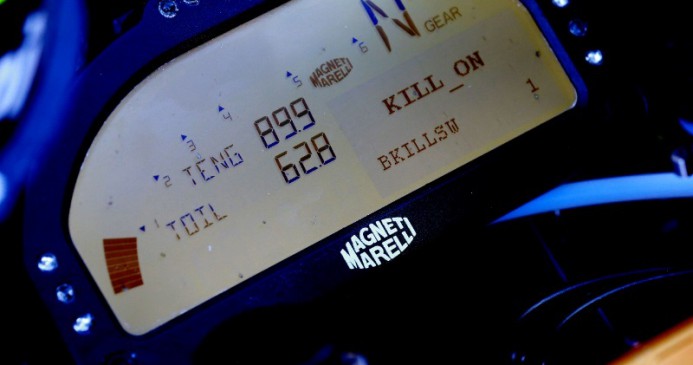 N GEAR
6
5
4
3
2
1
MAGNETI MARELLI
TENG 89.9
TOIL 62.8
KILL_ON
1
BKILLSW
MAGNETI
MARELLI